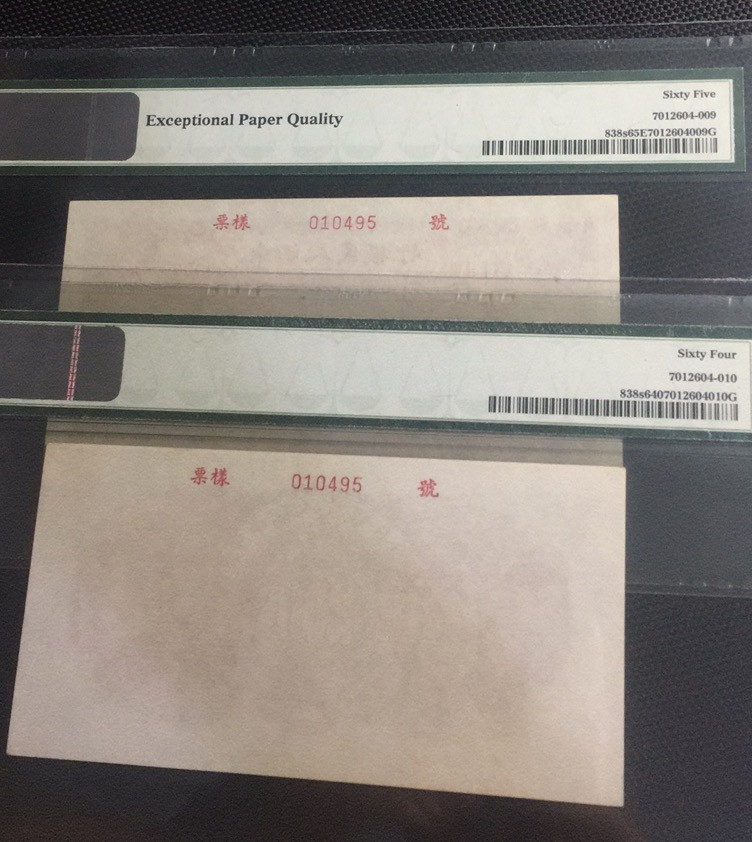 Sixty Five
Exceptional Paper Quality
7012604-009
838s65E7012604009G
票樣 010495 號
Sixty Four
7012604-010
838s6407012604010G
票樣 010495 號